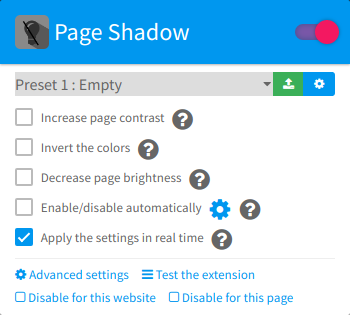 Page Shadow
Preset 1 : Empty
Increase page contrast ?
Invert the colors ?
Decrease page brightness ?
Enable/disable automatically ?
Apply the settings in real time ?
Advanced settings Test the extension
Disable for this website Disable for this page